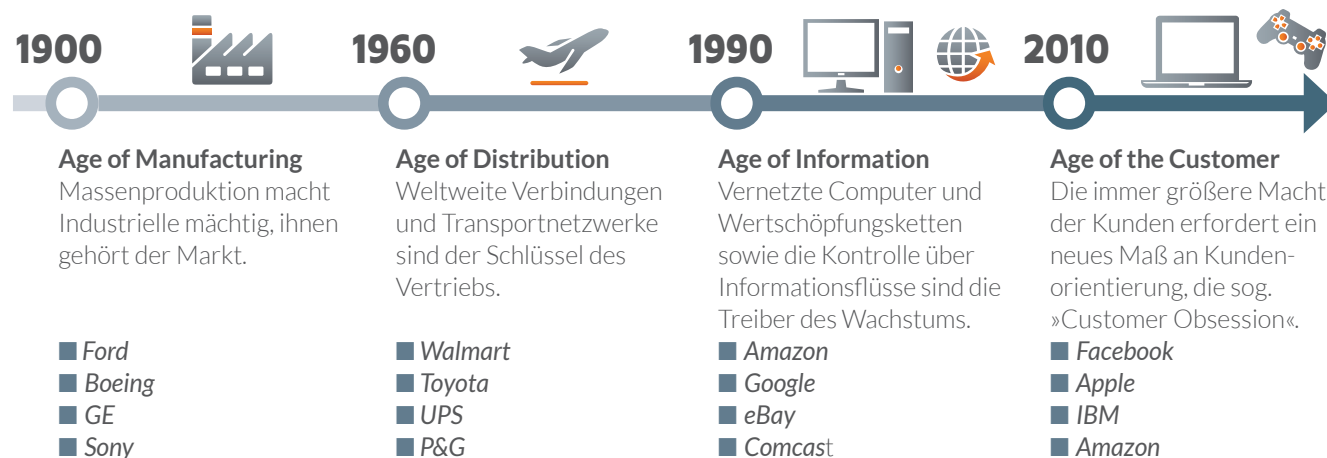 1900
1960
1990
2010
Age of Manufacturing
Massenproduktion macht
Industrielle mächtig, ihnen
gehört der Markt.
■ Ford
■ Boeing
■ GE
■ Sony
Age of Distribution
Weltweite Verbindungen
und Transportnetzwerke
sind der Schlüssel des
Vertriebs.
■ Walmart
■ Toyota
■ UPS
■ P&G
Age of Information
Vernetzte Computer und
Wertschöpfungsketten
sowie die Kontrolle über
Informationsflüsse sind die
Treiber des Wachstums.
■ Amazon
■ Google
■ eBay
■ Comcast
Age of the Customer
Die immer größere Macht
der Kunden erfordert ein
neues Maß an Kunden-
orientierung, die sog.
»Customer Obsession«.
■ Facebook
■ Apple
■ IBM
■ Amazon